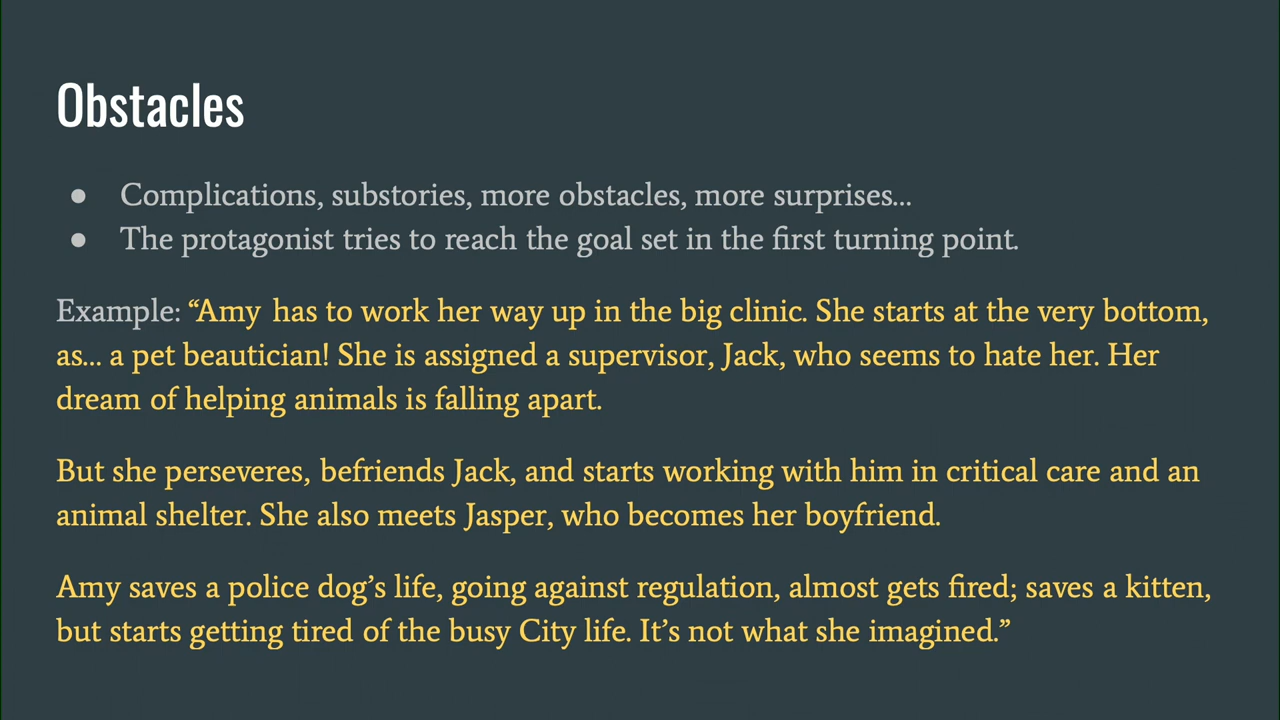 Obstacles
● Complications, substories, more obstacles, more surprises...
● The protagonist tries to reach the goal set in the first turning point.
Example: “Amy has to work her way up in the big clinic. She starts at the very bottom,
as... a pet beautician! She is assigned a supervisor, Jack, who seems to hate her. Her
dream of helping animals is falling apart.
But she perseveres, befriends Jack, and starts working with him in critical care and an
animal shelter. She also meets Jasper, who becomes her boyfriend.
Amy saves a police dog’s life, going against regulation, almost gets fired; saves a kitten,
but starts getting tired of the busy City life. It’s not what she imagined.”